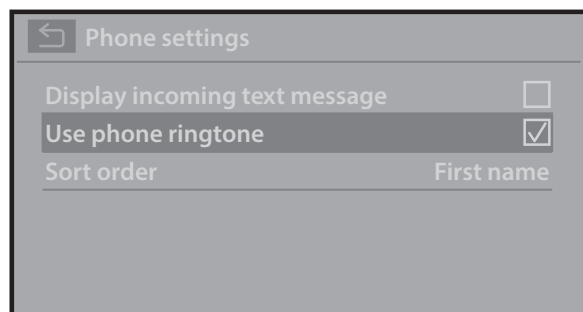 Phone settings
Display incoming text message
Use phone ringtone
Sort order First name